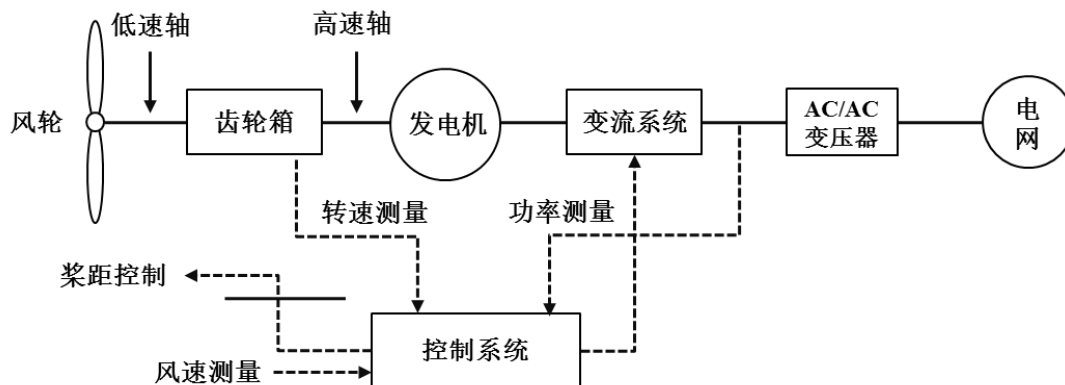 低速轴
高速轴
风轮
齿轮箱
发电机
变流系统
AC/AC
变压器
电
网
转速测量
功率测量
桨距控制
控制系统
风速测量